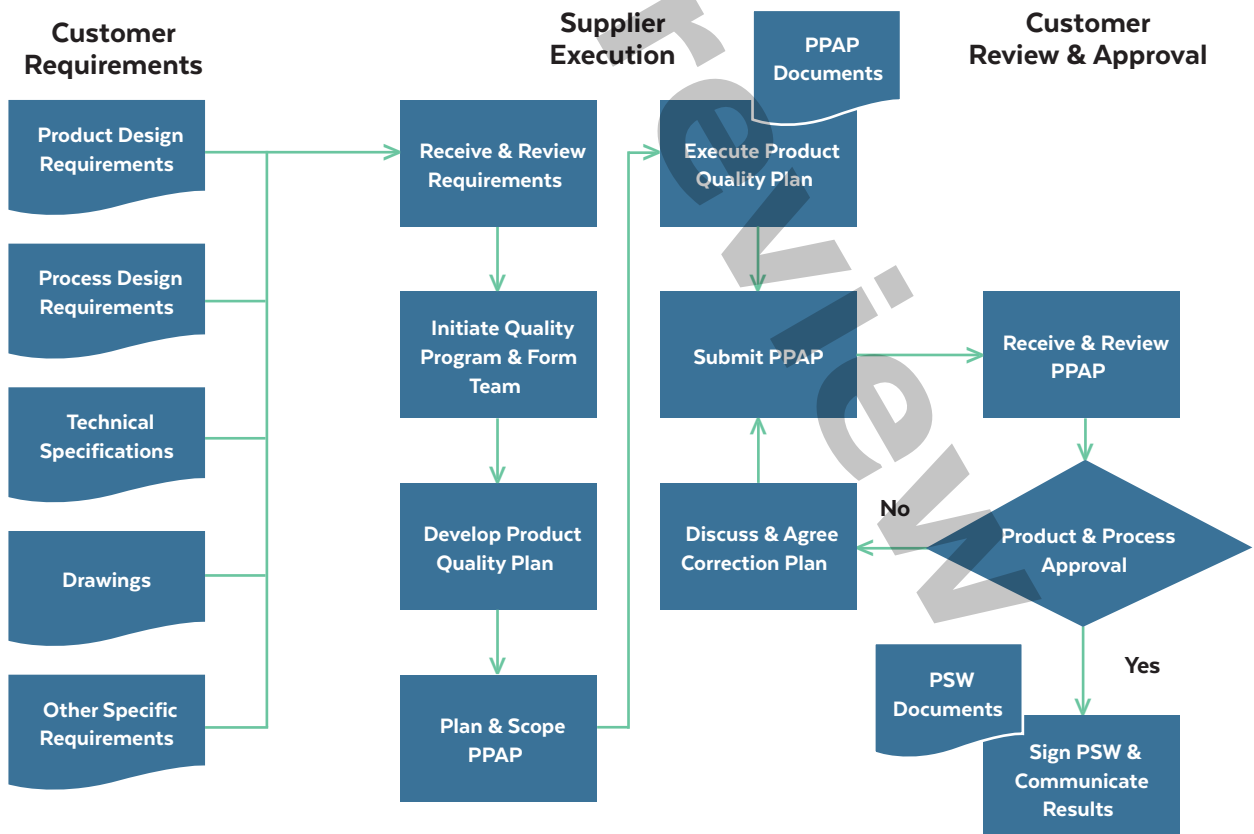 Customer
Requirements
Supplier
Execution
Customer
Review & Approval
Product Design
Requirements
Process Design
Requirements
Technical
Specifications
Drawings
Other Specific
Requirements
Receive & Review
Requirements
Initiate Quality
Program & Form
Team
Develop Product
Quality Plan
Plan & Scope
PPAP
PPAP
Documents
Execute Product
Quality Plan
Submit PPAP
Discuss & Agree
Correction Plan
Receive & Review
PPAP
No
Product & Process
Approval
Yes
PSW
Documents
Sign PSW &
Communicate
Results
review